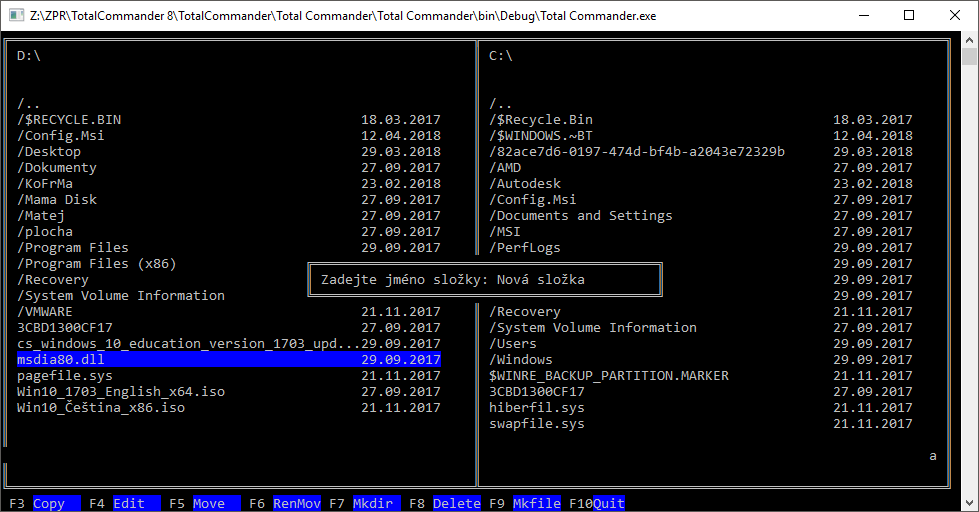 Z:\ZPR\TotalCommander 8\TotalCommander\Total Commander\Total Commander\bin\Debug\Total Commander.exe
D:\ C:\
/.. /..
/$RECYCLE.BIN 18.03.2017 /$Recycle.Bin 18.03.2017
/Config.Msi 12.04.2018 /$WINDOWS.~BT 12.04.2018
/Desktop 29.03.2018 /82ace7d6-0197-474d-bf4b-a2043e72329b 29.03.2018
/Dokumenty 27.09.2017 /AMD 27.09.2017
/KoFrMa 23.02.2018 /Autodesk 23.02.2018
/Mama Disk 27.09.2017 /Config.Msi 27.09.2017
/Matej 27.09.2017 /Documents and Settings 27.09.2017
/plocha 27.09.2017 /MSI 27.09.2017
/Program Files 29.09.2017 /PerfLogs 29.09.2017
/Program Files (x86) 29.09.2017
/Recovery Zadejte jméno složky: Nová složka 29.09.2017
/System Volume Information 29.09.2017
/VMWARE 21.11.2017 /Recovery 21.11.2017
3CBD1300CF17 27.09.2017 /System Volume Information 27.09.2017
cs_windows_10_education_version_1703_upd...29.09.2017 /Users 29.09.2017
msdia80.dll 29.09.2017 /Windows 29.09.2017
pagefile.sys 21.11.2017 $WINRE_BACKUP_PARTITION.MARKER 21.11.2017
Win10_1703_English_x64.iso 27.09.2017 3CBD1300CF17 27.09.2017
Win10_Čeština_x86.iso 21.11.2017 hiberfil.sys 21.11.2017
swapfile.sys 21.11.2017
a
F3 Copy F4 Edit F5 Move F6 RenMov F7 Mkdir F8 Delete F9 Mkfile F10Quit